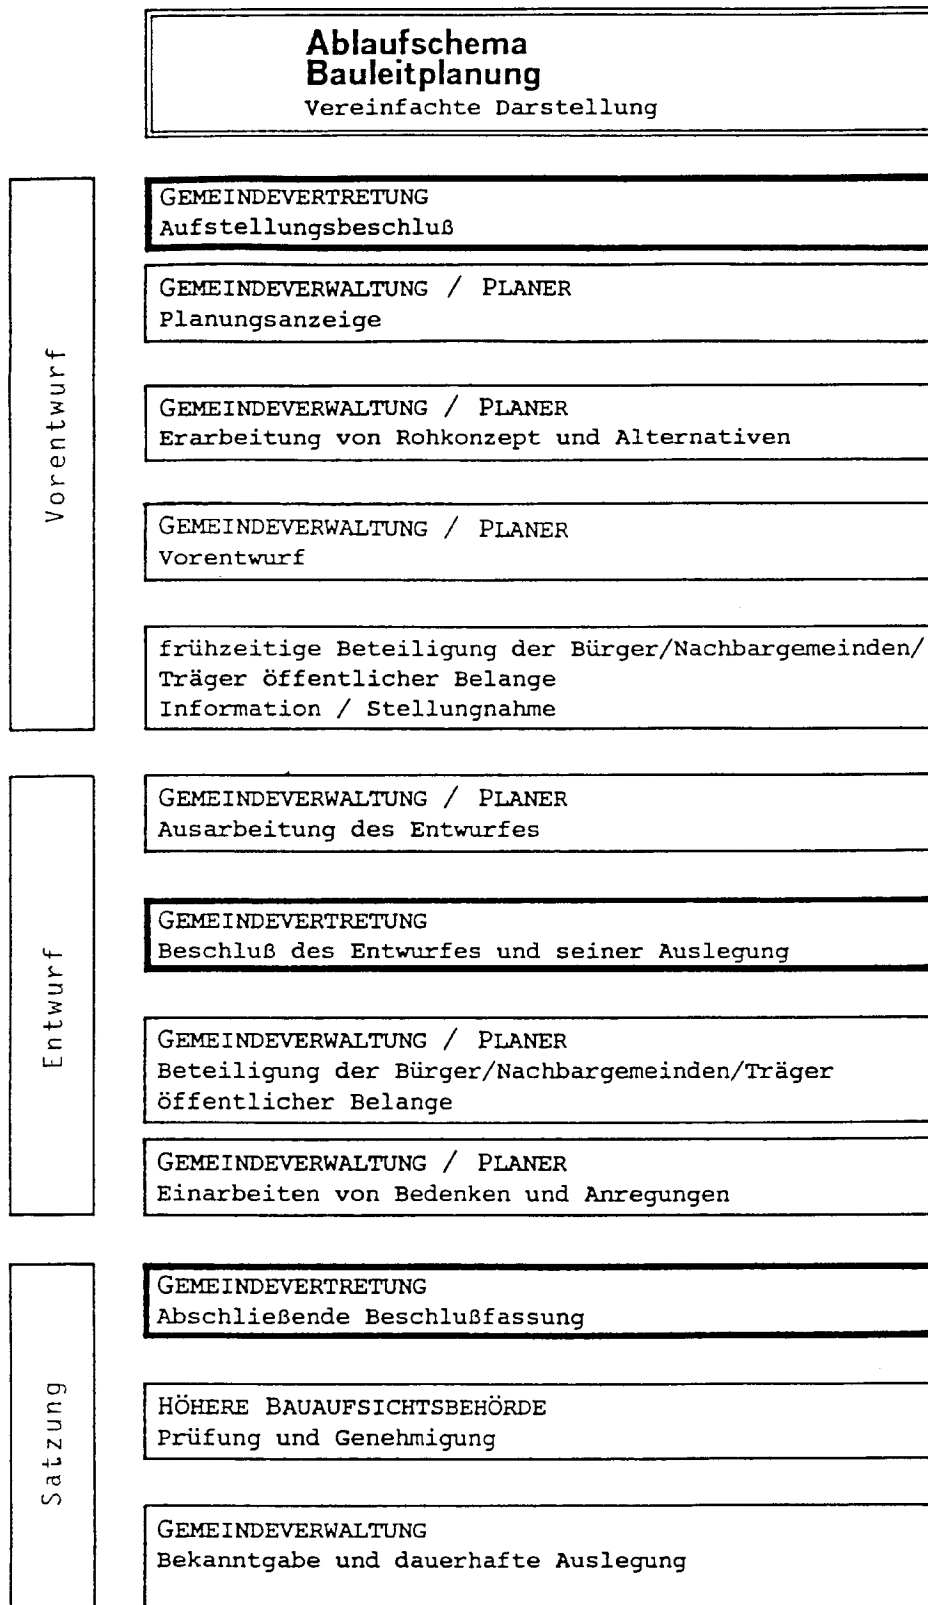 Ablaufschema
Bauleitplanung
Vereinfachte Darstellung
Vorentwurf
GEMEINDEVERTRETUNG
Aufstellungsbeschluß
GEMEINDEVERWALTUNG / PLANER
Planungsanzeige
GEMEINDEVERWALTUNG / PLANER
Erarbeitung von Rohkonzept und Alternativen
GEMEINDEVERWALTUNG / PLANER
Vorentwurf
frühzeitige Beteiligung der Bürger/Nachbargemeinden/
Träger öffentlicher Belange
Information / Stellungnahme
Entwurf
GEMEINDEVERWALTUNG / PLANER
Ausarbeitung des Entwurfes
GEMEINDEVERTRETUNG
Beschluß des Entwurfes und seiner Auslegung
GEMEINDEVERWALTUNG / PLANER
Beteiligung der Bürger/Nachbargemeinden/Träger
öffentlicher Belange
GEMEINDEVERWALTUNG / PLANER
Einarbeiten von Bedenken und Anregungen
Satzung
GEMEINDEVERTRETUNG
Abschließende Beschlußfassung
HÖHERE BAUAUFSICHTSBEHÖRDE
Prüfung und Genehmigung
GEMEINDEVERWALTUNG
Bekanntgabe und dauerhafte Auslegung